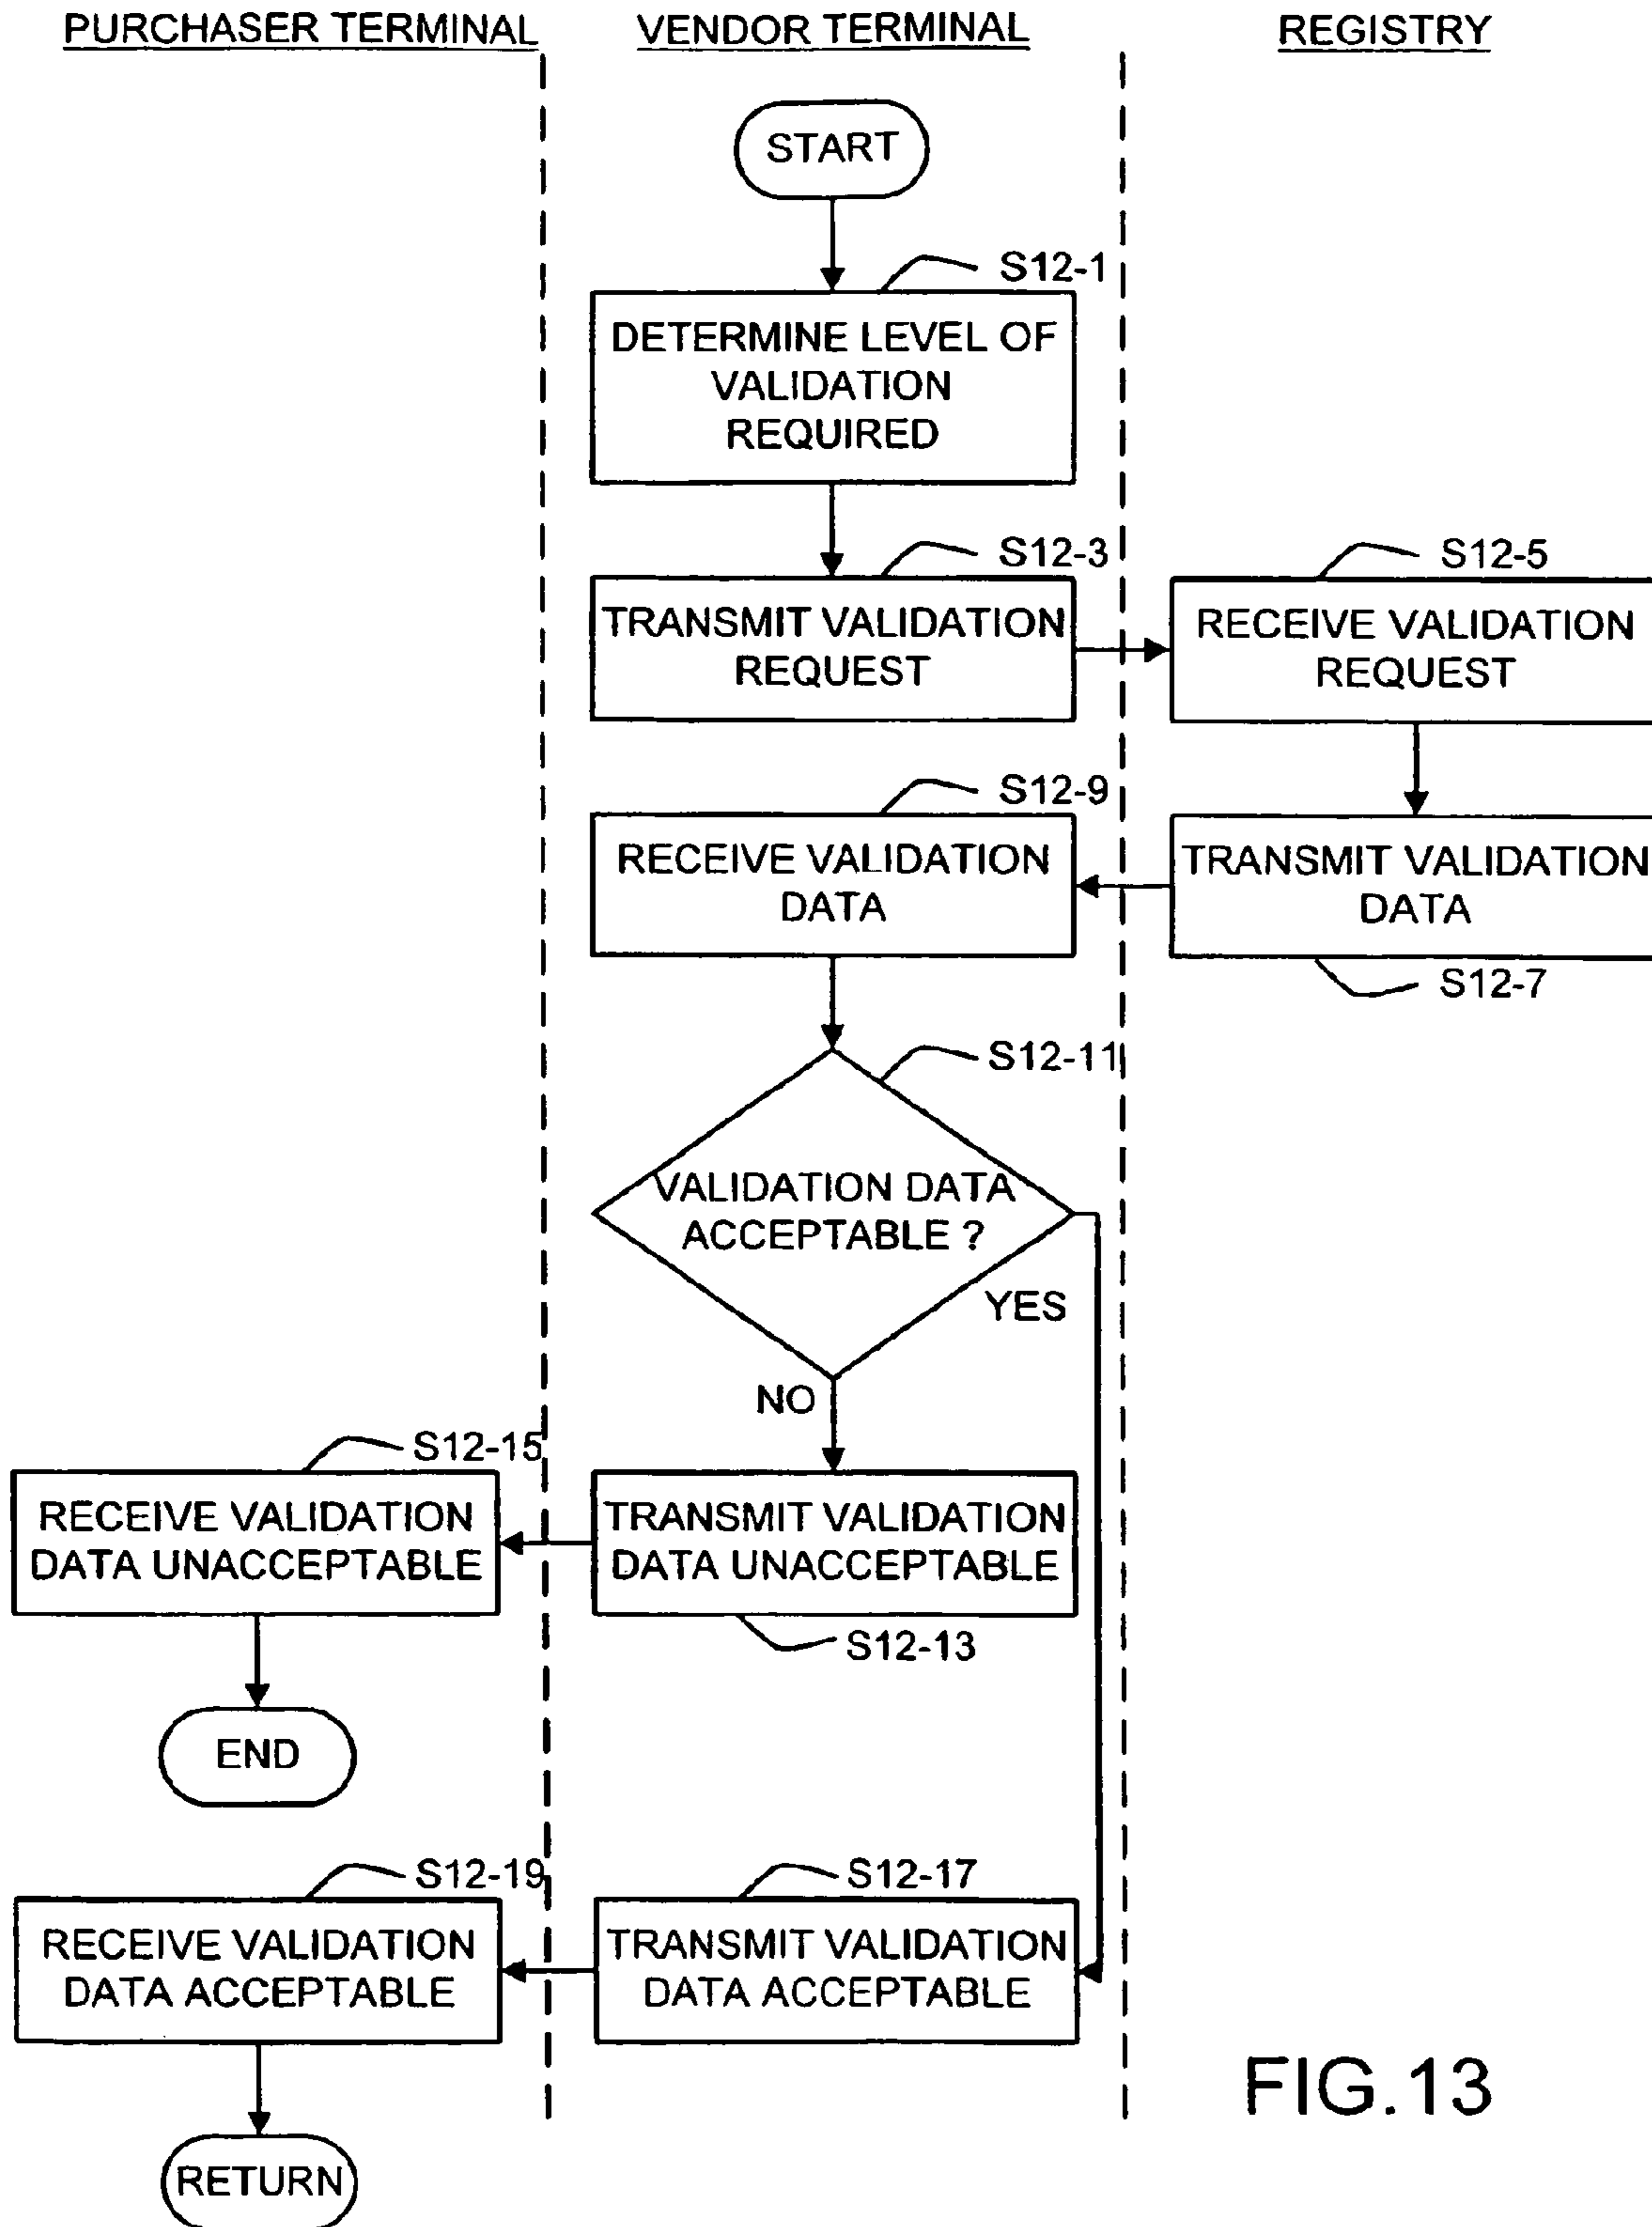 PURCHASER TERMINAL
VENDOR TERMINAL
REGISTRY
START
S12-1
DETERMINE LEVEL OF
VALIDATION
REQUIRED
S12-3
TRANSMIT VALIDATION
REQUEST
S12-5
RECEIVE VALIDATION
REQUEST
S12-9
RECEIVE VALIDATION
DATA
TRANSMIT VALIDATION
DATA
S12-7
S12-11
VALIDATION DATA
ACCEPTABLE ?
YES
NO
S12-15
RECEIVE VALIDATION
DATA UNACCEPTABLE
TRANSMIT VALIDATION
DATA UNACCEPTABLE
S12-13
END
S12-19
RECEIVE VALIDATION
DATA ACCEPTABLE
S12-17
TRANSMIT VALIDATION
DATA ACCEPTABLE
RETURN
FIG.13